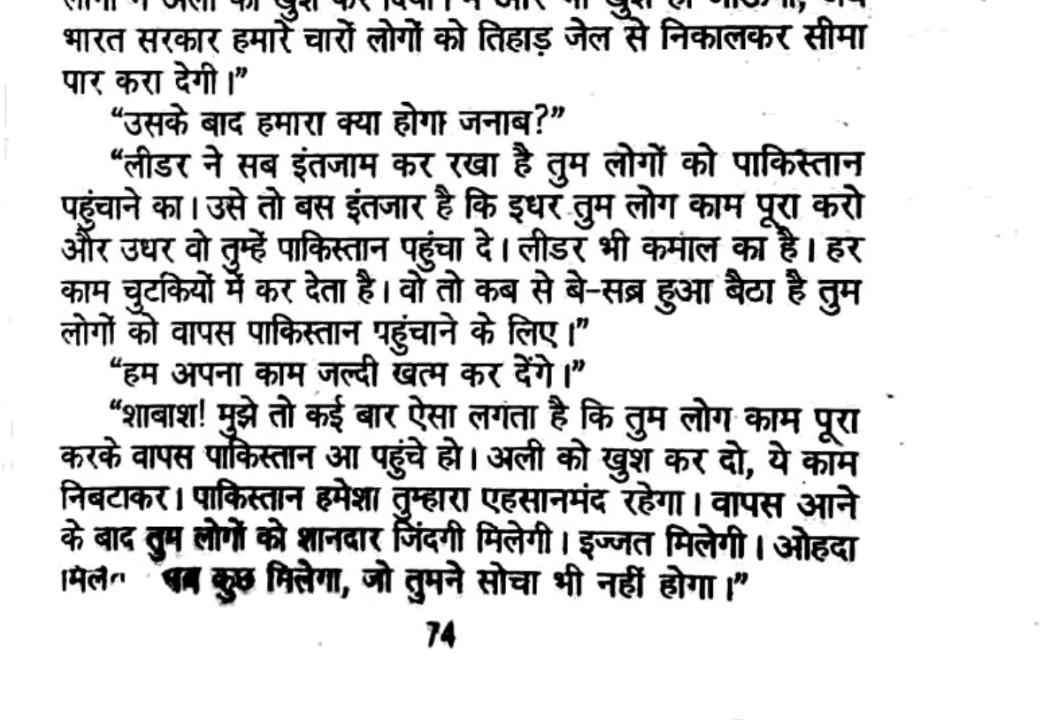 भारत सरकार हमारे चारों लोगों को तिहाड़ जेल से निकालकर सीमा
पार करा देगी।”
“उसके बाद हमारा क्या होगा जनाब?”
“लीडर ने सब इंतजाम कर रखा है तुम लोगों को पाकिस्तान
पहुंचाने का। उसे तो बस इंतजार है कि इधर तुम लोग काम पूरा करो
और उधर वो तुम्हें पाकिस्तान पहुंचा दे। लीडर भी कमाल का है। हर
काम चुटकियों में कर देता है। वो तो कब से बे-सब्र हुआ बैठा है तुम
लोगों को वापस पाकिस्तान पहुंचाने के लिए।”
“हम अपना काम जल्दी खत्म कर देंगे।”
“शाबाश! मुझे तो कई बार ऐसा लगता है कि तुम लोग काम पूरा
करके वापस पाकिस्तान आ पहुंचे हो। अली को खुश कर दो, ये काम
निबटाकर। पाकिस्तान हमेशा तुम्हारा एहसानमंद रहेगा। वापस आने
के बाद तुम लोगों को शानदार जिंदगी मिलेगी। इज्जत मिलेगी। ओहदा
कुछ मिलेगा, जो तुमने सोचा भी नहीं होगा।”
74